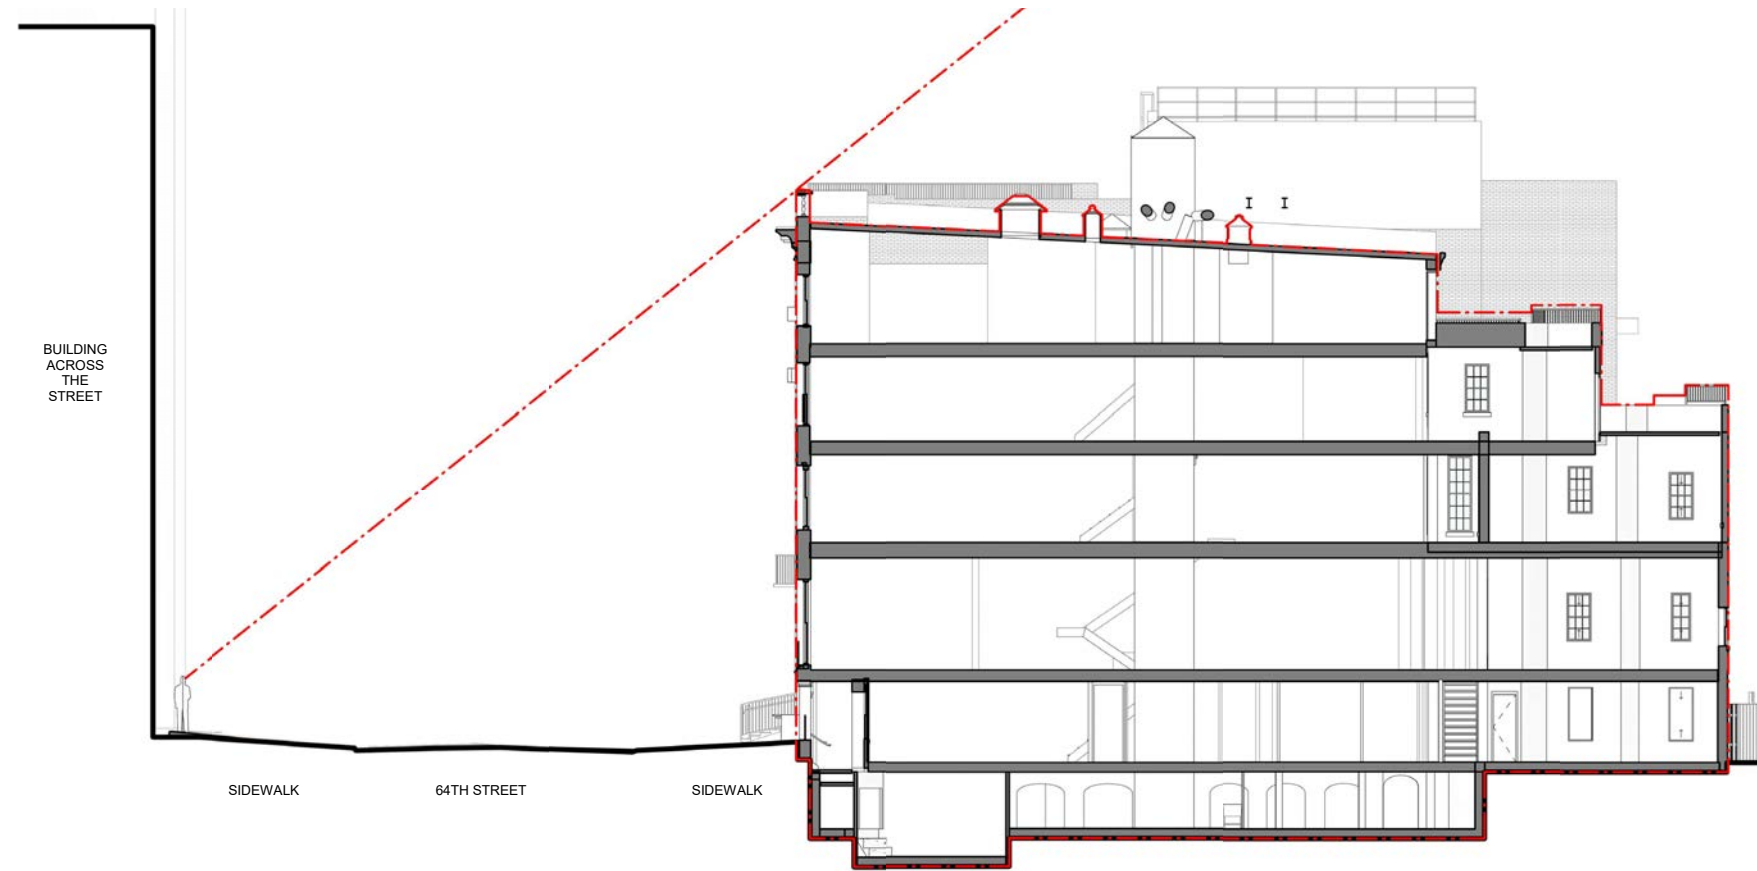 BUILDING
ACROSS
THE
STREET
SIDEWALK
64TH STREET
SIDEWALK